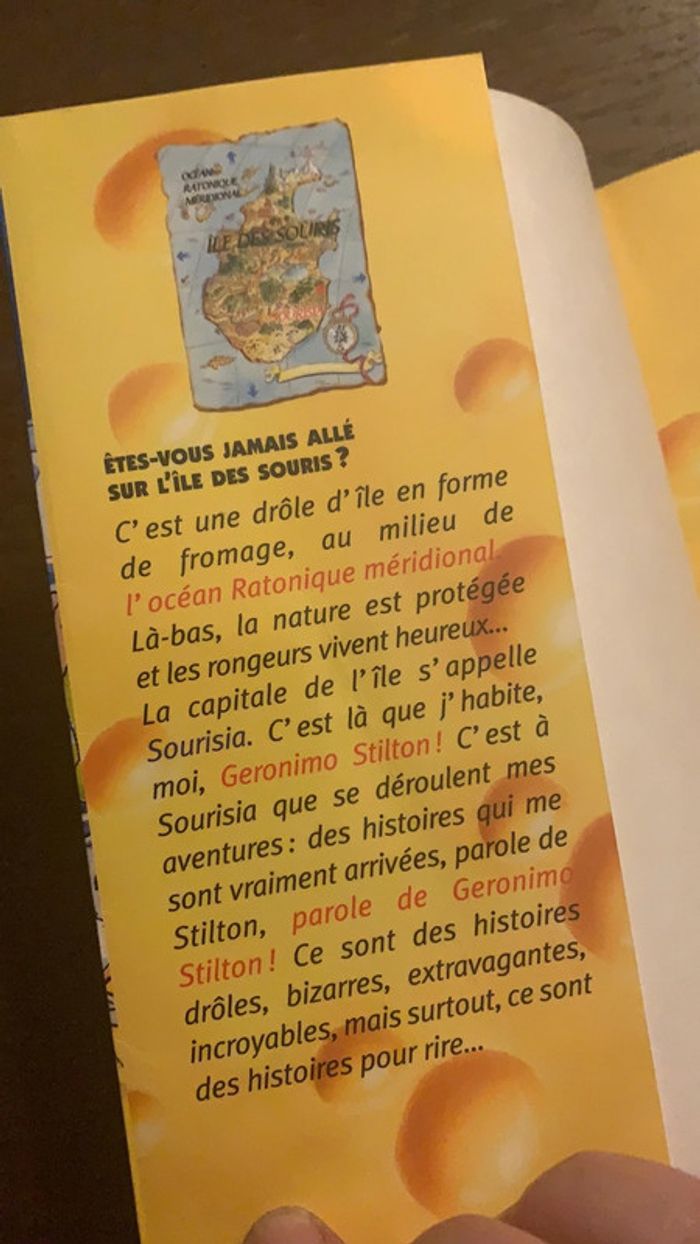 OCÉAN
RATONIQUE
MÉRIDIONAL
ÎLE DES SOURIS
SOURISIA
ÊTES-VOUS JAMAIS ALLÉ
SUR L'ÎLE DES SOURIS ?
C'est une drôle d'île en forme
de fromage, au milieu de
l'océan Ratonique méridional.
Là-bas, la nature est protégée
et les rongeurs vivent heureux...
La capitale de l'île s'appelle
Sourisia. C'est là que j'habite,
moi, Geronimo Stilton ! C'est à
Sourisia que se déroulent mes
aventures : des histoires qui me
sont vraiment arrivées, parole de
Stilton, parole de Geronimo
Stilton ! Ce sont des histoires
drôles, bizarres, extravagantes,
incroyables, mais surtout, ce sont
des histoires pour rire...